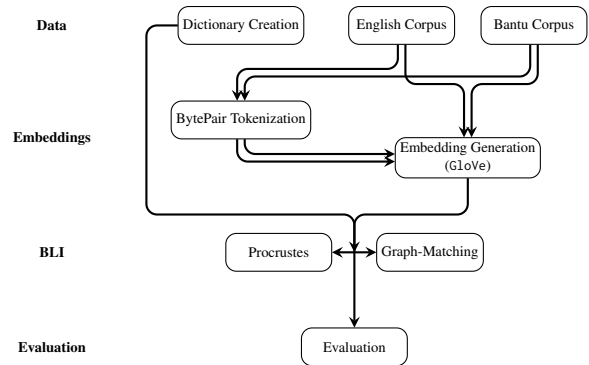 Data
Dictionary Creation
English Corpus
Bantu Corpus
BytePair Tokenization
Embeddings
Embedding Generation
(GloVe)
BLI
Procrustes
Graph-Matching
Evaluation
Evaluation